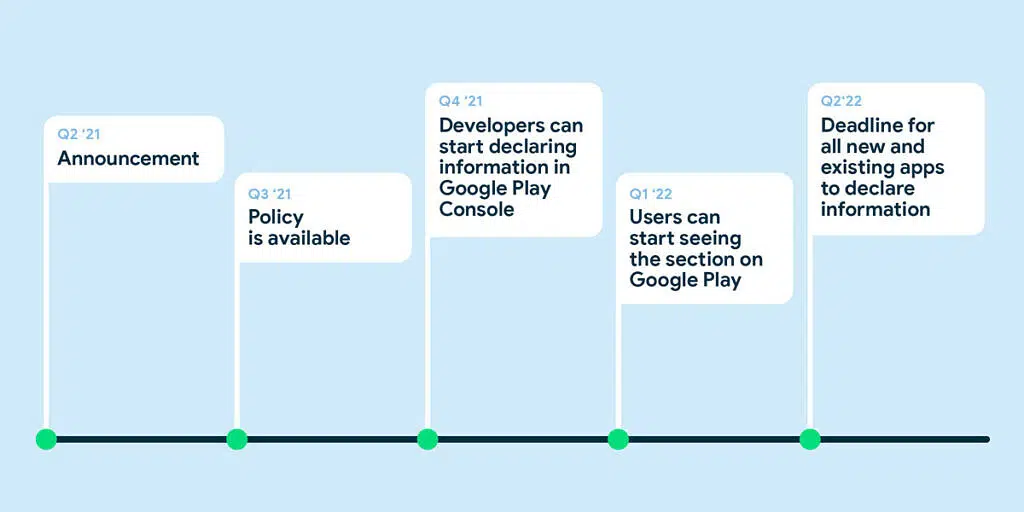 Q2 ‘21
Announcement
Q3 ‘21
Policy
is available
Q4 ‘21
Developers can
start declaring
information in
Google Play
Console
Q1 ‘22
Users can
start seeing
the section on
Google Play
Q2‘22
Deadline for
all new and
existing apps
to declare
information